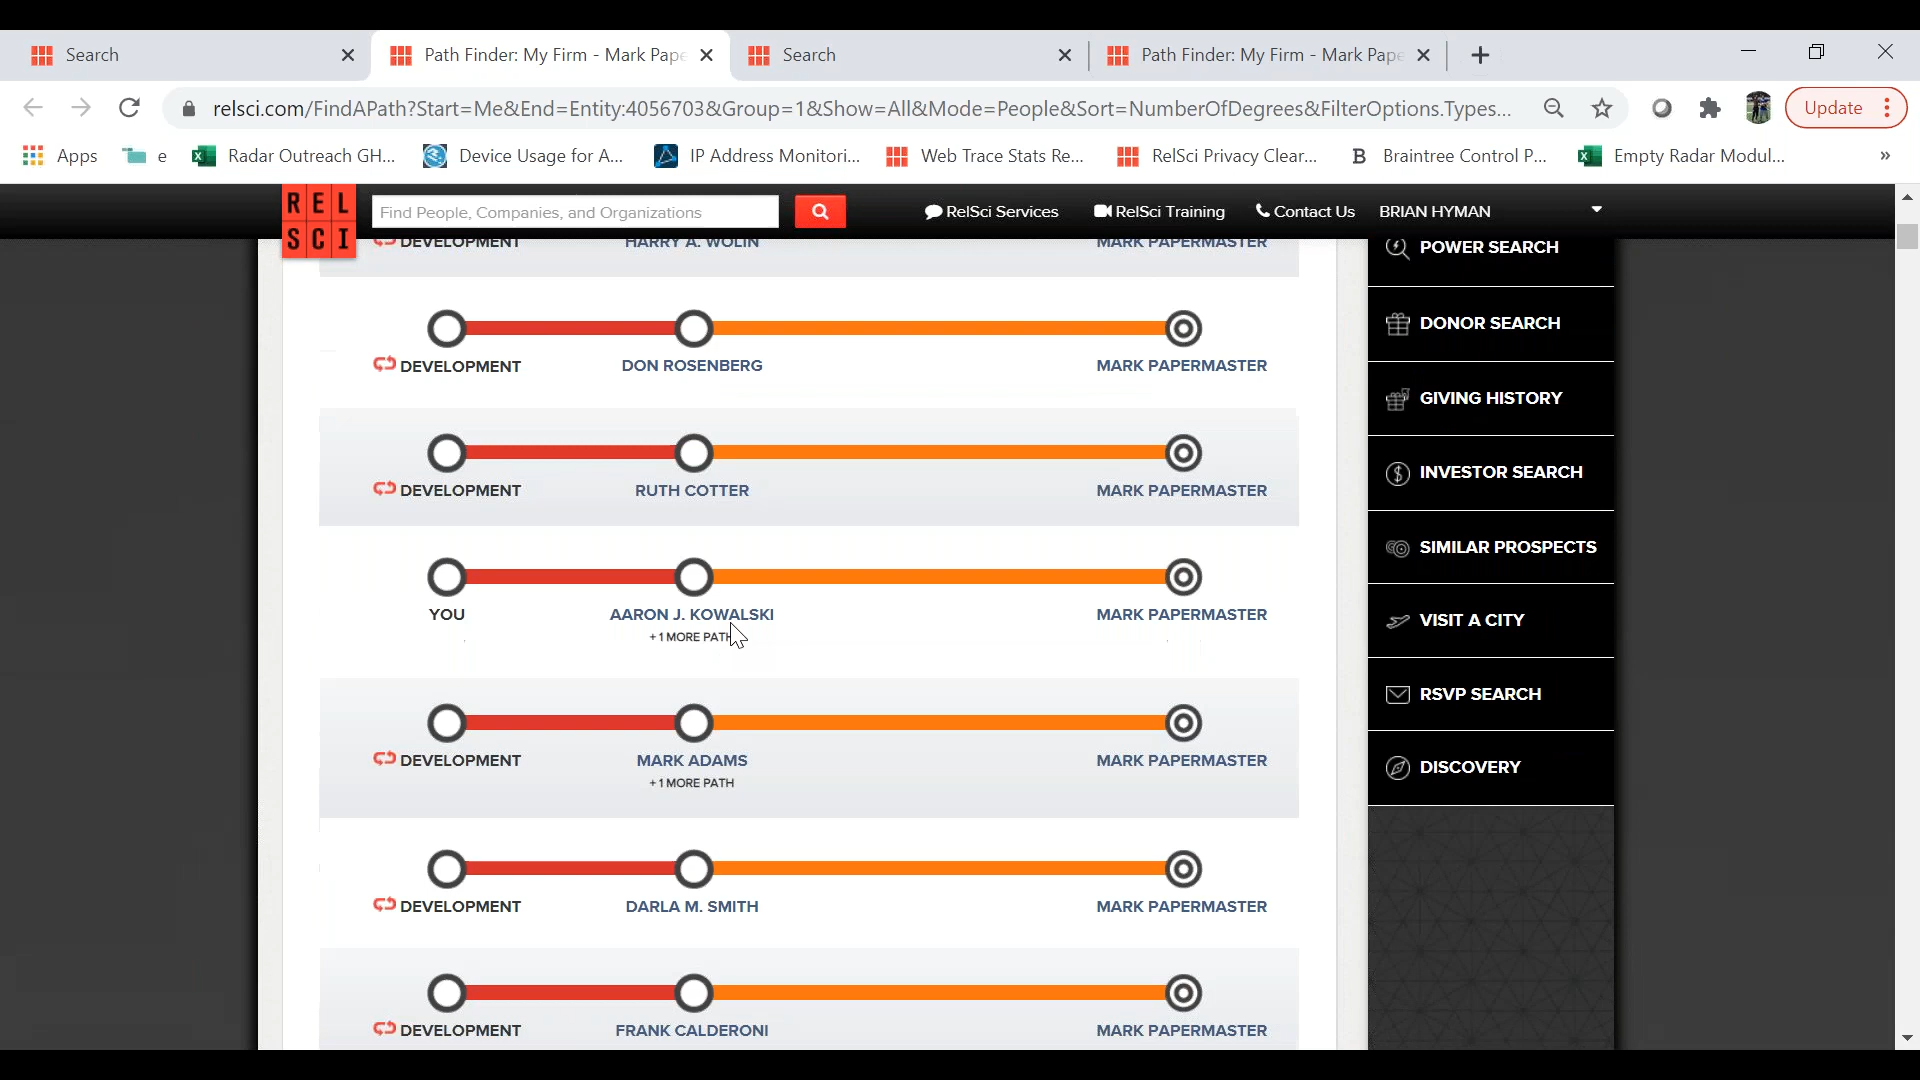 Search
Path Finder: My Firm - Mark Pape
Search
Path Finder: My Firm - Mark Pape
relsci.com/FindAPath?Start=Me&End=Entity:4056703&Group=1&Show=All&Mode=People&Sort=NumberOfDegrees&FilterOptions.Types...
Update
Apps
e
Radar Outreach GH...
Device Usage for A...
IP Address Monitori...
Web Trace Stats Re...
RelSci Privacy Clear...
B Braintree Control P...
Empty Radar Modul...
»
REL
SCI
Find People, Companies, and Organizations
RelSci Services
RelSci Training
Contact Us
BRIAN HYMAN
DEVELOPMENT
HARRY A. WOLIN
MARK PAPERMASTER
DEVELOPMENT
DON ROSENBERG
MARK PAPERMASTER
DEVELOPMENT
RUTH COTTER
MARK PAPERMASTER
YOU
AARON J. KOWALSKI
+ 1 MORE PATH
MARK PAPERMASTER
DEVELOPMENT
MARK ADAMS
+ 1 MORE PATH
MARK PAPERMASTER
DEVELOPMENT
DARLA M. SMITH
MARK PAPERMASTER
DEVELOPMENT
FRANK CALDERONI
MARK PAPERMASTER
POWER SEARCH
DONOR SEARCH
GIVING HISTORY
INVESTOR SEARCH
SIMILAR PROSPECTS
VISIT A CITY
RSVP SEARCH
DISCOVERY